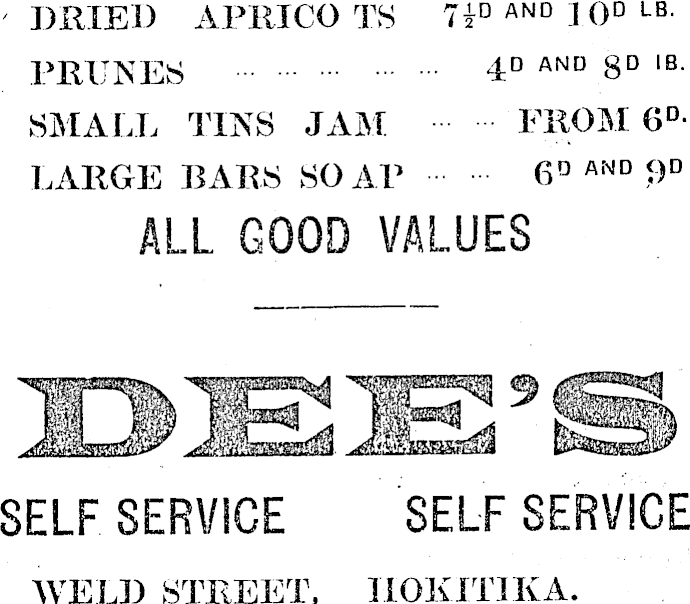 DRIED APRICOTS 7½D AND 10D LB.
PRUNES ... ... ... ... ... 4D AND 8D lB.
SMALL TINS JAM ... ... FROM 6D.
LARGE BARS SOAP ... ... 6D AND 9D
ALL GOOD VALUES
DEE'S
SELF SERVICE SELF SERVICE
WELD STREET, HOKITIKA.